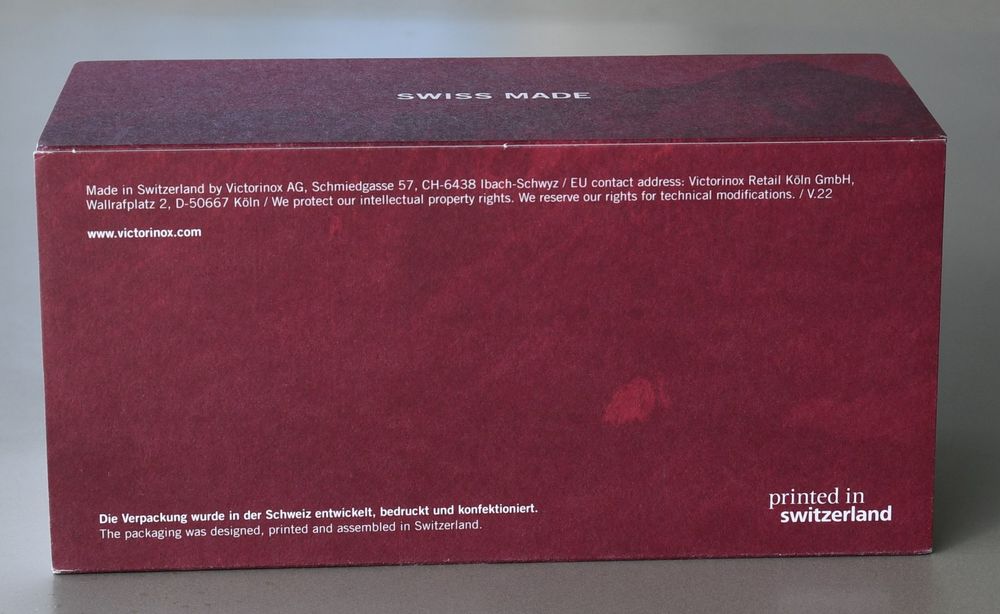 SWISS MADE
Made in Switzerland by Victorinox AG, Schmiedgasse 57, CH-6438 Ibach-Schwyz / EU contact address: Victorinox Retail Köln GmbH,
Wallrafplatz 2, D-50667 Köln / We protect our intellectual property rights. We reserve our rights for technical modifications. / V.22
www.victorinox.com
Die Verpackung wurde in der Schweiz entwickelt, bedruckt und konfektioniert.
The packaging was designed, printed and assembled in Switzerland.
printed in
switzerland